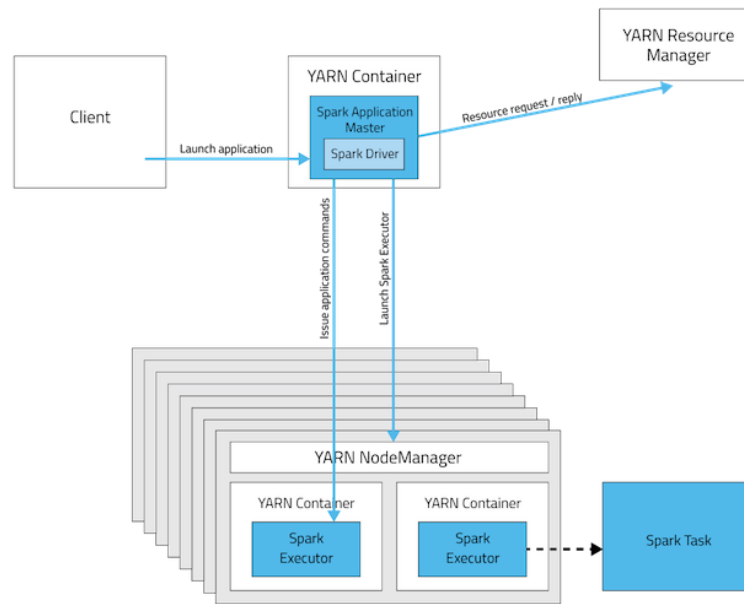 YARN Resource
Manager
Client
YARN Container
Spark Application
Master
Spark Driver
Launch application
Resource request / reply
Issue application commands
Launch Spark Executor
YARN NodeManager
YARN Container
Spark
Executor
YARN Container
Spark
Executor
Spark Task